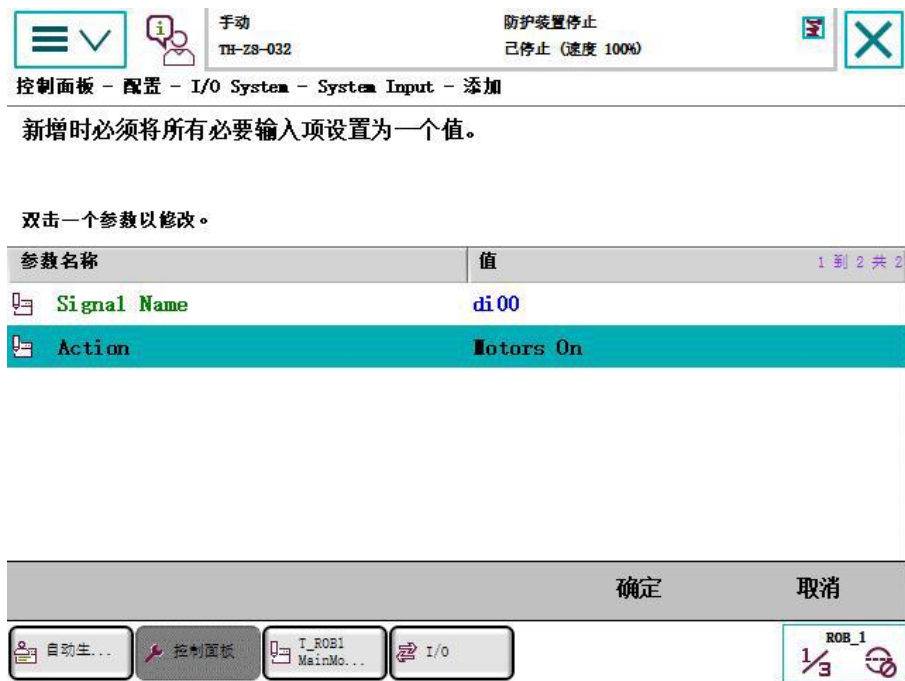 手动
TH-Z8-032
防护装置停止
己停止 (速度 100%)
控制面板 - 配置 - I/O System - System Input - 添加
新增时必须将所有必要输入项设置为一个值。
双击一个参数以修改。
参数名称 值 1 到 2 共 2
Signal Name di00
Action Motors On
确定 取消
自动生... 控制面板 T_ROB1 MainMo... I/O
ROB_1
1/3